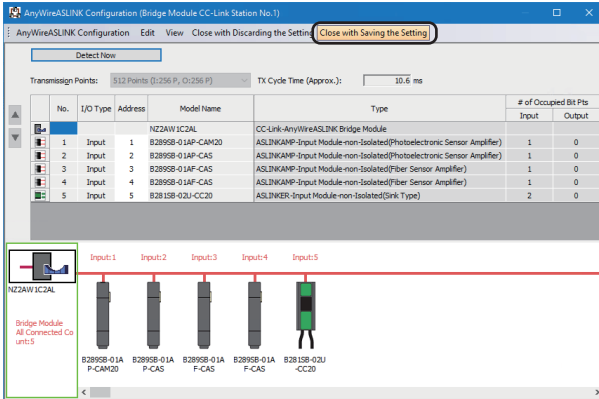 AnyWireASLINK Configuration (Bridge Module CC-Link Station No.1)
AnyWireASLINK Configuration Edit View Close with Discarding the Setting Close with Saving the Setting
Detect Now
Transmission Points: 512 Points (I:256 P, O:256 P) TX Cycle Time (Approx.): 10.6 ms
No. I/O Type Address Model Name Type # of Occupied Bit Pts
Input Output
NZ2AW1C2AL CC-Link-AnyWireASLINK Bridge Module
1 Input 1 B289SB-01AP-CAM20 ASLINKAMP-Input Module-non-Isolated(Photoelectronic Sensor Amplifier) 1 0
2 Input 2 B289SB-01AP-CAS ASLINKAMP-Input Module-non-Isolated(Photoelectronic Sensor Amplifier) 1 0
3 Input 3 B289SB-01AF-CAS ASLINKAMP-Input Module-non-Isolated(Fiber Sensor Amplifier) 1 0
4 Input 4 B289SB-01AF-CAS ASLINKAMP-Input Module-non-Isolated(Fiber Sensor Amplifier) 1 0
5 Input 5 B281SB-02U-CC20 ASLINKER-Input Module-non-Isolated(Sink Type) 2 0
Input:1 Input:2 Input:3 Input:4 Input:5
NZ2AW1C2AL
Bridge Module
All Connected Co
unt:5
B289SB-01A B289SB-01A B289SB-01A B289SB-01A B281SB-02U
P-CAM20 P-CAS F-CAS F-CAS -CC20